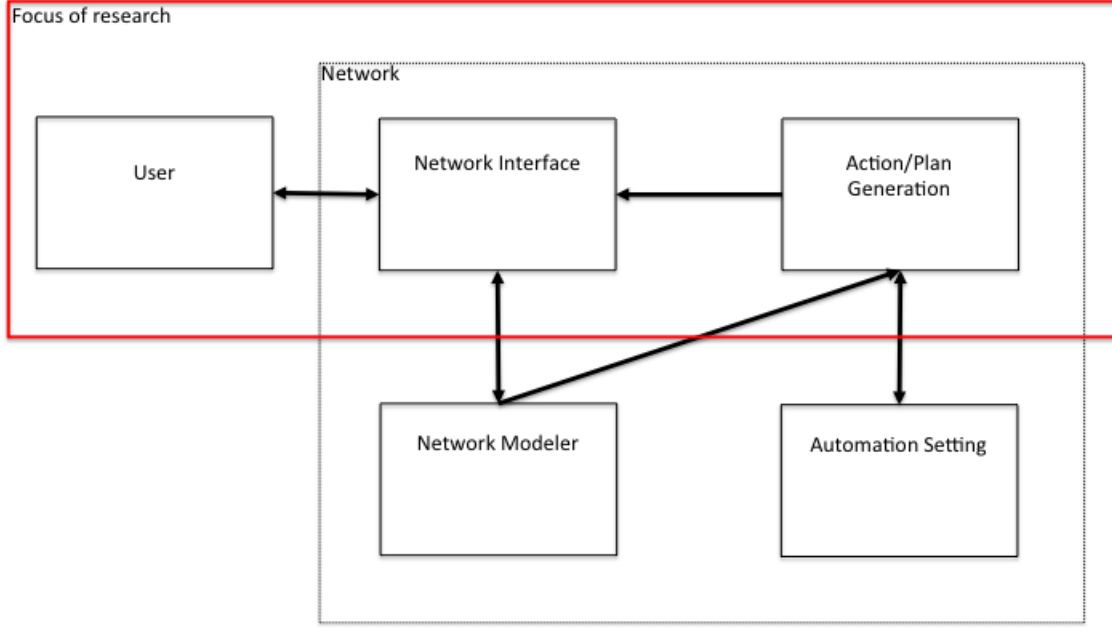 Focus of research
Network
User
Network Interface
Action/Plan
Generation
Network Modeler
Automation Setting